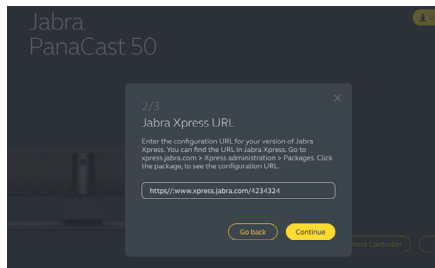 Jabra
PanaCast 50
2/3
Jabra Xpress URL
Enter the configuration URL for your version of Jabra
Xpress. You can find the URL in Jabra Xpress. Go to
xpress.jabra.com > Xpress administration > Packages. Click
the package, to see the configuration URL.
https//:www.xpress.jabra.com/4234324
Go back
Continue
Controller